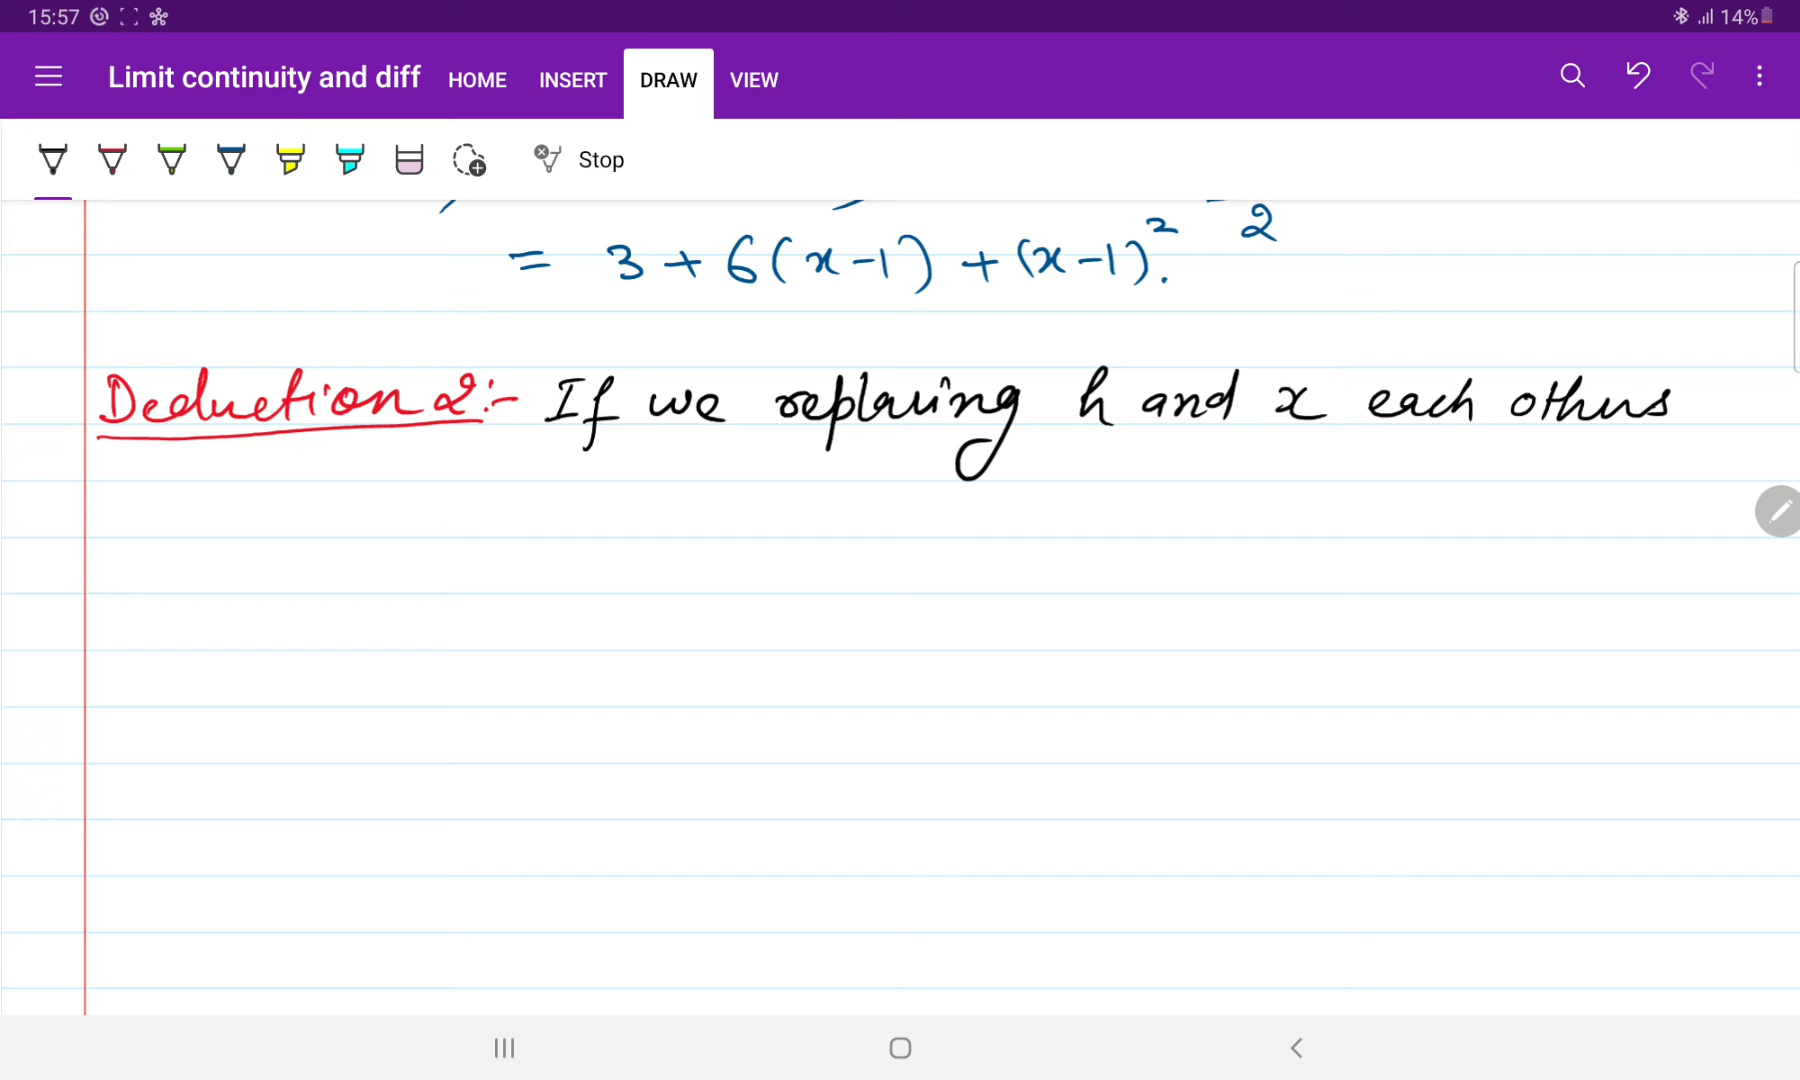 15:57 14%
Limit continuity and diff HOME INSERT DRAW VIEW
Stop
2
= 3 + 6(x-1) + (x-1)².
Deduction 2:- If we replacing h and x each others